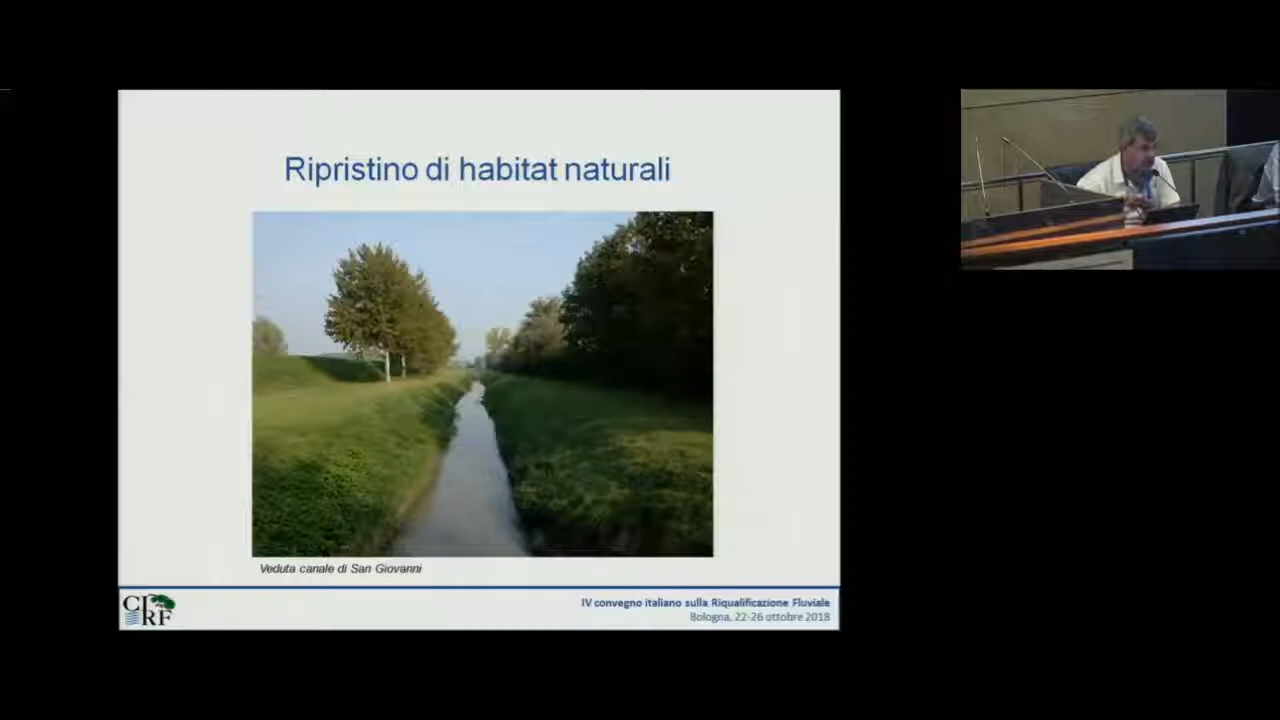 Ripristino di habitat naturali
Veduta canale di San Giovanni
CIRF
IV convegno italiano sulla Riqualificazione Fluviale
Bologna, 22-26 ottobre 2018